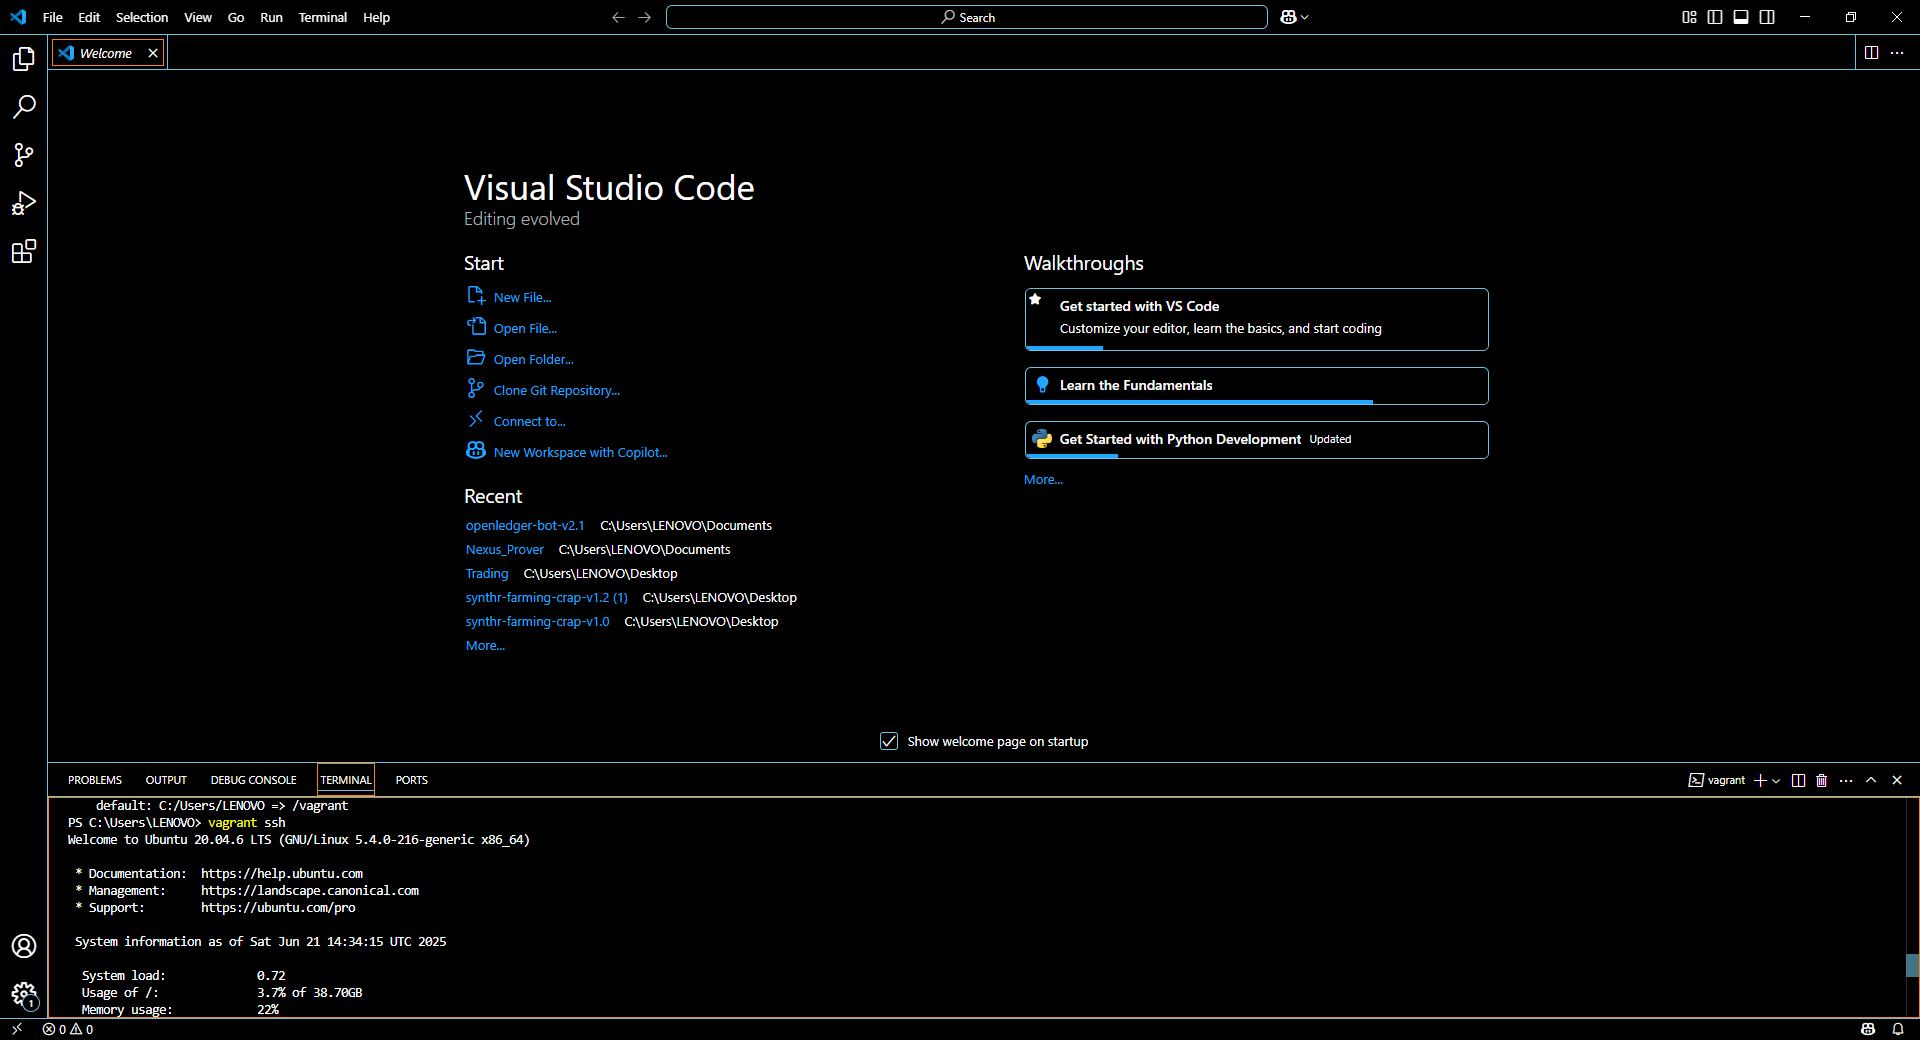 File Edit Selection View Go Run Terminal Help
Search
Welcome
Visual Studio Code
Editing evolved
Start
New File...
Open File...
Open Folder...
Clone Git Repository...
Connect to...
New Workspace with Copilot...
Recent
openledger-bot-v2.1 C:\Users\LENOVO\Documents
Nexus_Prover C:\Users\LENOVO\Documents
Trading C:\Users\LENOVO\Desktop
synthr-farming-crap-v1.2 (1) C:\Users\LENOVO\Desktop
synthr-farming-crap-v1.0 C:\Users\LENOVO\Desktop
More...
Walkthroughs
Get started with VS Code
Customize your editor, learn the basics, and start coding
Learn the Fundamentals
Get Started with Python Development Updated
More...
Show welcome page on startup
PROBLEMS OUTPUT DEBUG CONSOLE TERMINAL PORTS
vagrant
default: C:/Users/LENOVO => /vagrant
PS C:\Users\LENOVO> vagrant ssh
Welcome to Ubuntu 20.04.6 LTS (GNU/Linux 5.4.0-216-generic x86_64)
* Documentation: https://help.ubuntu.com
* Management: https://landscape.canonical.com
* Support: https://ubuntu.com/pro
System information as of Sat Jun 21 14:34:15 UTC 2025
System load: 0.72
Usage of /: 3.7% of 38.70GB
Memory usage: 22%
1
0 0